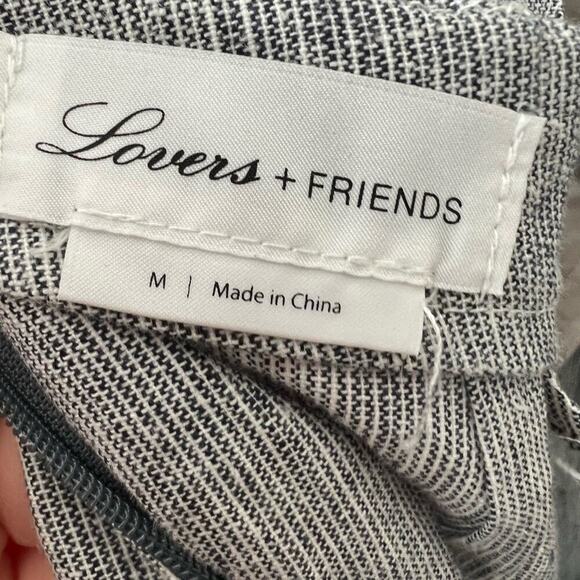 Lovers + FRIENDS
M | Made in China